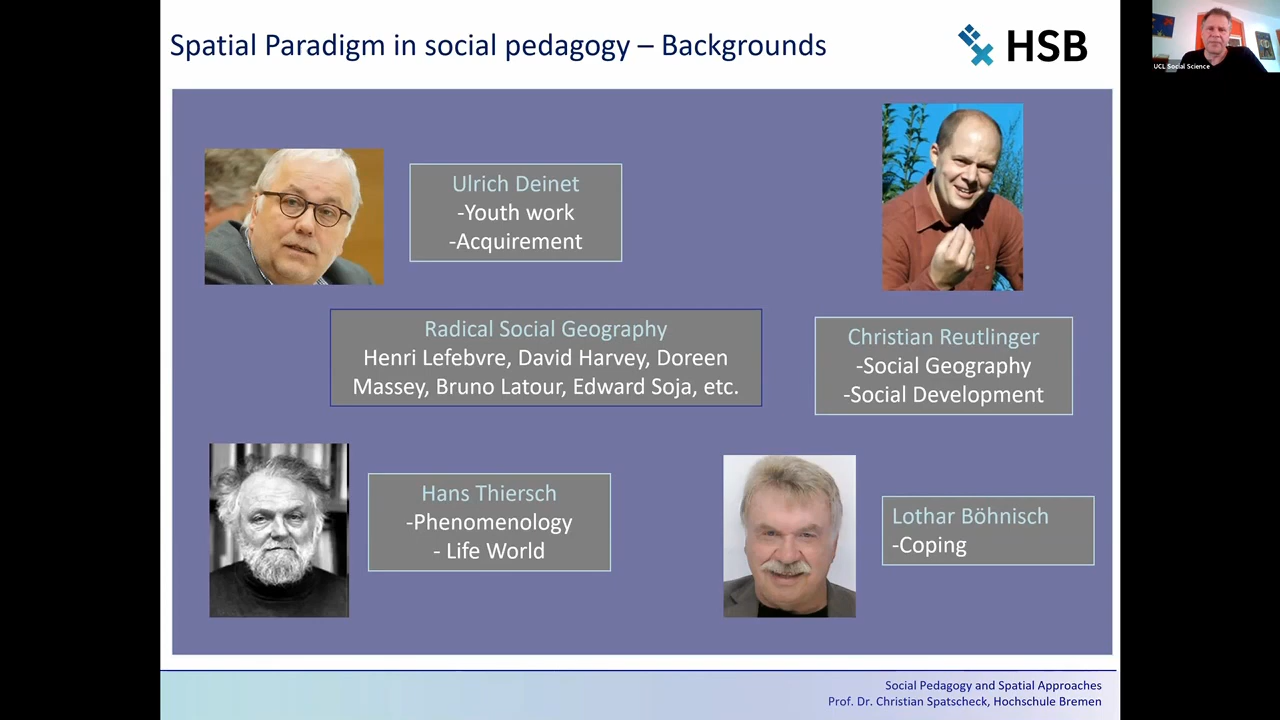 Spatial Paradigm in social pedagogy – Backgrounds
HSB
UCL Social Science
Ulrich Deinet
-Youth work
-Acquirement
Radical Social Geography
Henri Lefebvre, David Harvey, Doreen
Massey, Bruno Latour, Edward Soja, etc.
Christian Reutlinger
-Social Geography
-Social Development
Hans Thiersch
-Phenomenology
- Life World
Lothar Böhnisch
-Coping
Social Pedagogy and Spatial Approaches
Prof. Dr. Christian Spatscheck, Hochschule Bremen